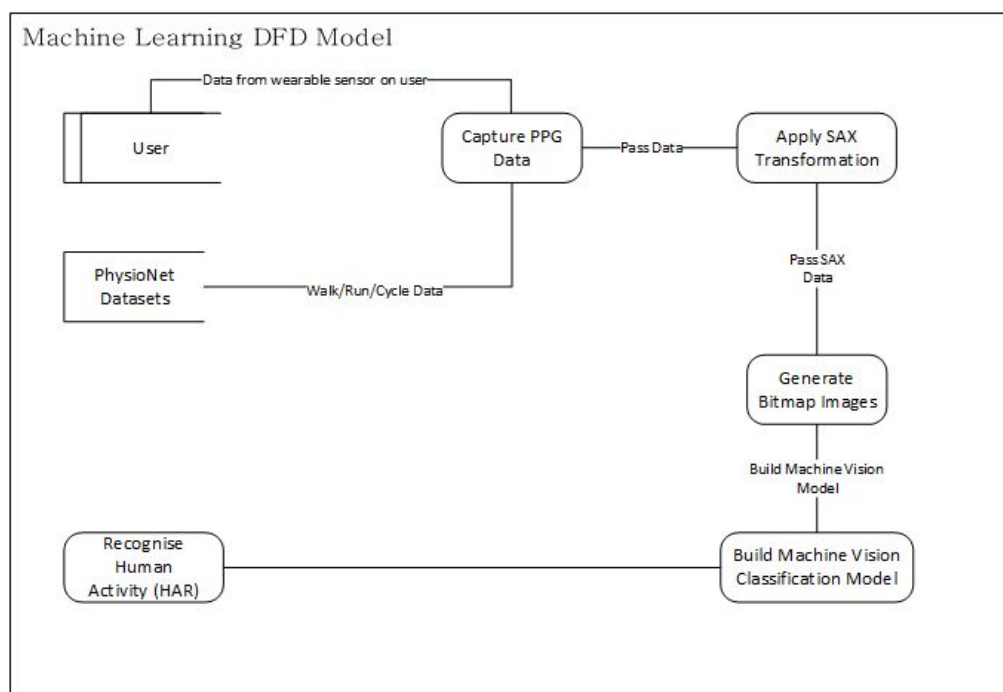 Machine Learning DFD Model
Data from wearable sensor on user
User
Capture PPG
Data
Pass Data
Apply SAX
Transformation
PhysioNet
Datasets
Walk/Run/Cycle Data
Pass SAX
Data
Generate
Bitmap Images
Build Machine Vision
Model
Recognise
Human
Activity (HAR)
Build Machine Vision
Classification Model